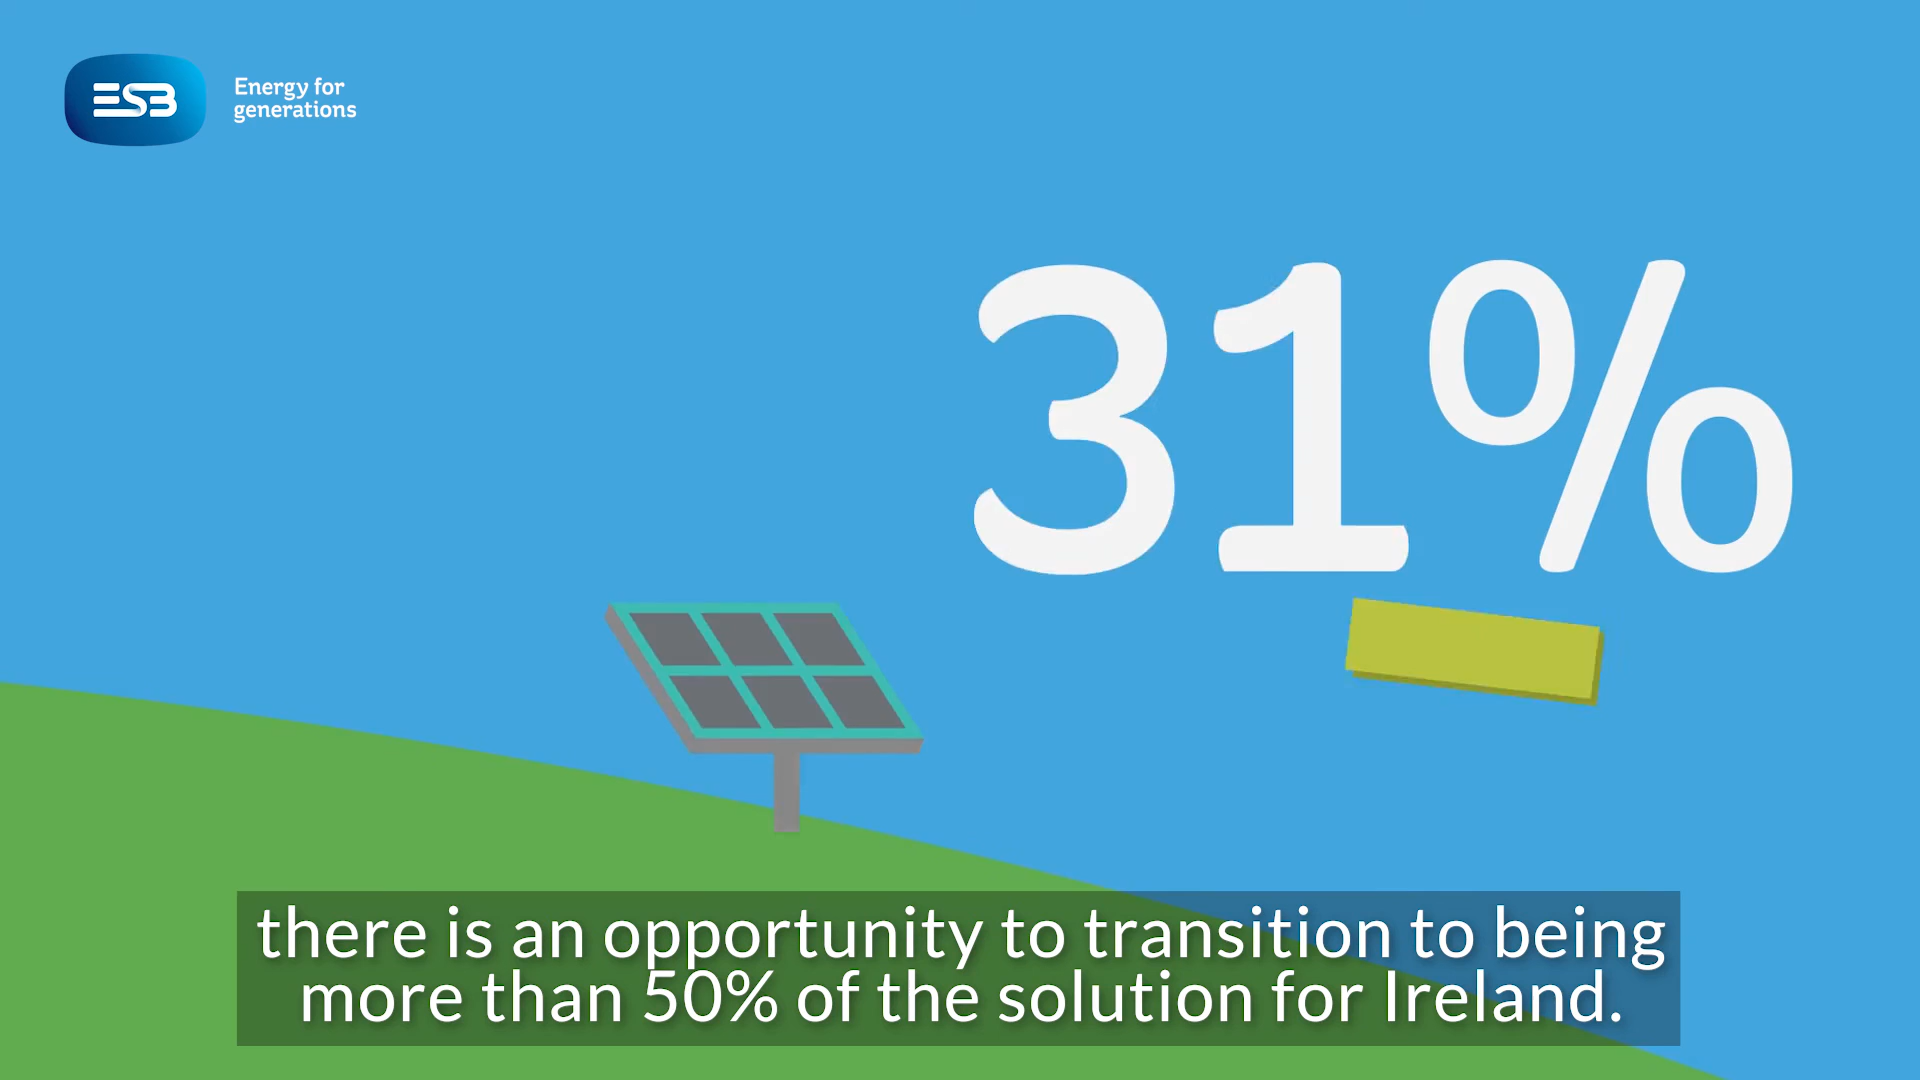 ESB
Energy for
generations
31%
there is an opportunity to transition to being
more than 50% of the solution for Ireland.